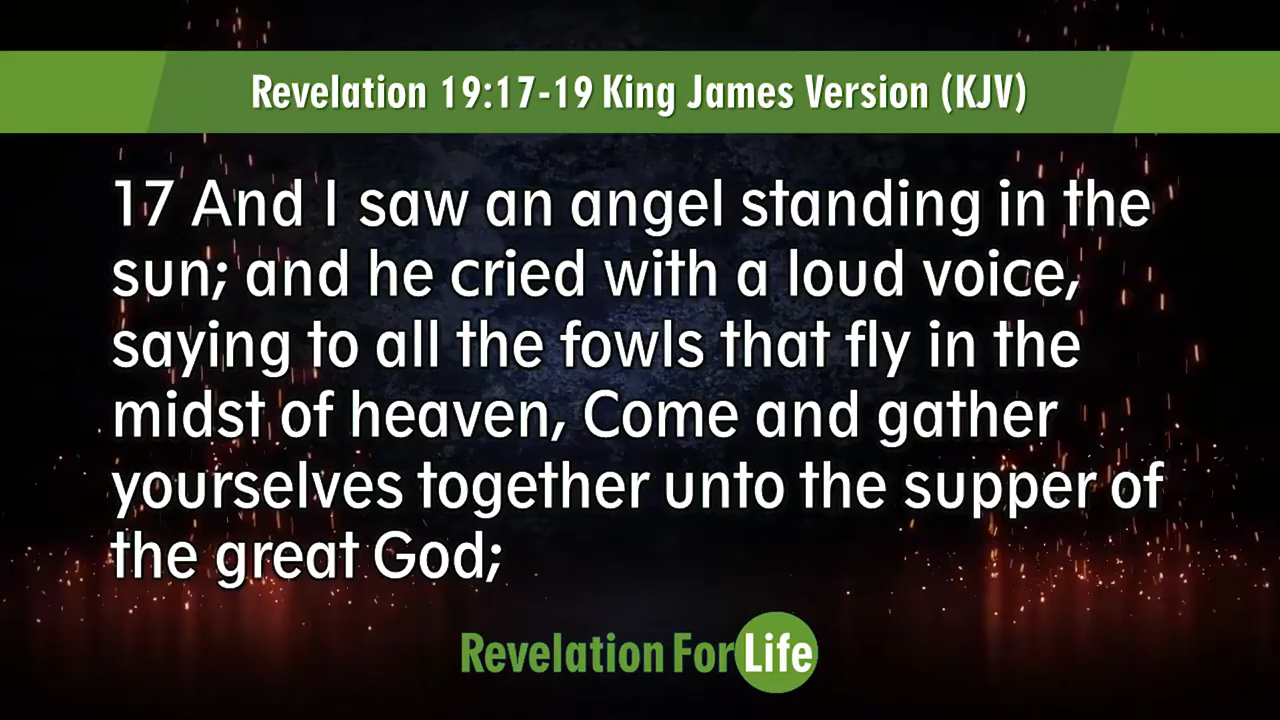 Revelation 19:17-19 King James Version (KJV)
17 And I saw an angel standing in the
sun; and he cried with a loud voice,
saying to all the fowls that fly in the
midst of heaven, Come and gather
yourselves together unto the supper of
the great God;
Revelation For Life